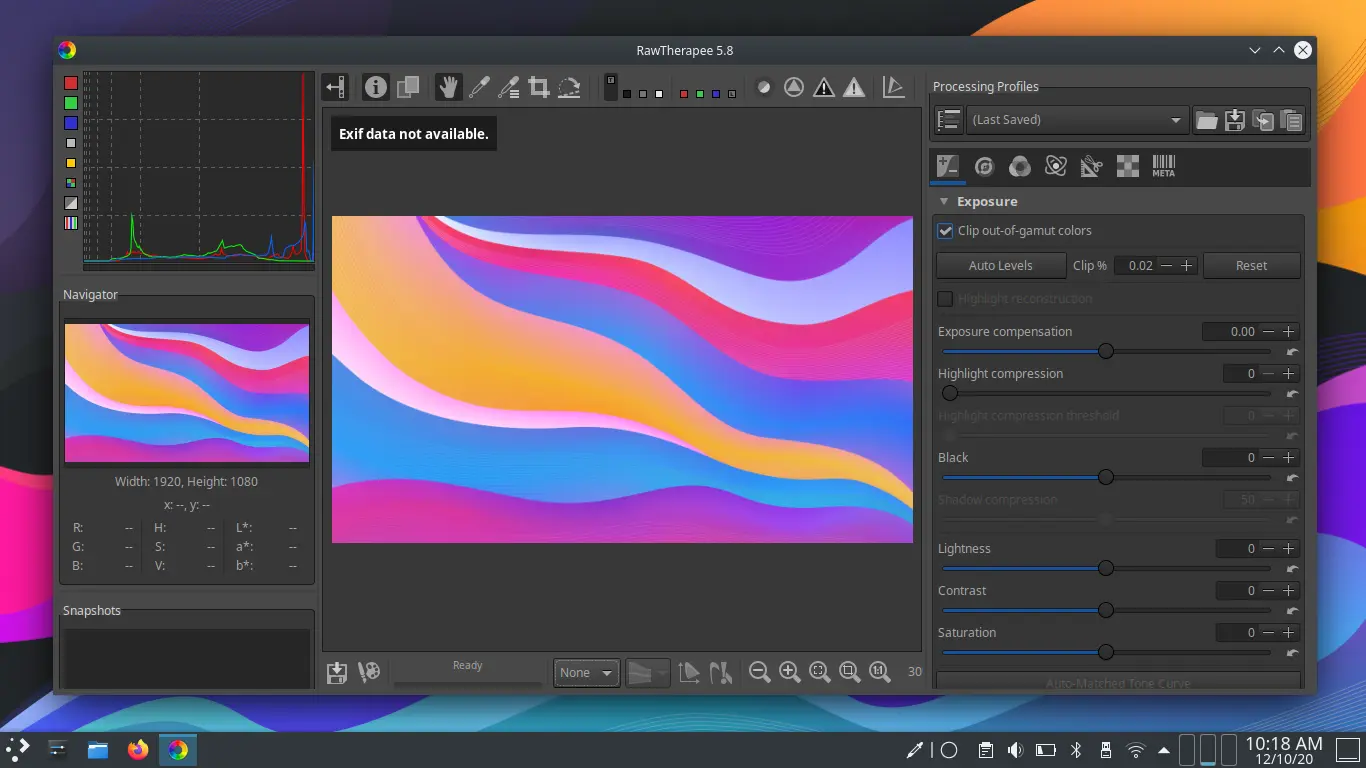 RawTherapee 5.8
Exif data not available.
Navigator
Width: 1920, Height: 1080
x: --, y: --
R: -- H: -- L*: --
G: -- S: -- a*: --
B: -- V: -- b*: --
Snapshots
Ready
None
1:1
30
Processing Profiles
(Last Saved)
META
Exposure
Clip out-of-gamut colors
Auto Levels Clip % 0.02 Reset
Highlight reconstruction
Exposure compensation 0.00
Highlight compression 0
Highlight compression threshold 0
Black 0
Shadow compression 50
Lightness 0
Contrast 0
Saturation 0
Auto-Matched Tone Curve
10:18 AM
12/10/20